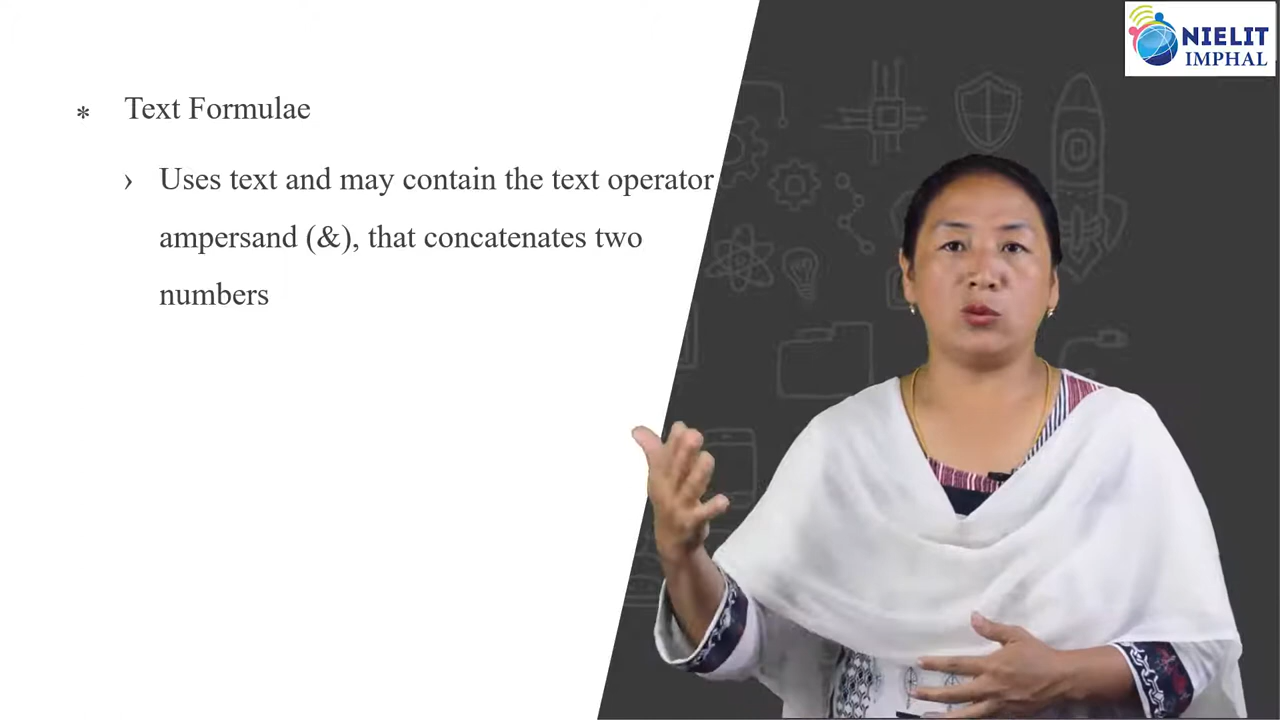 * Text Formulae
› Uses text and may contain the text operator
ampersand (&), that concatenates two
numbers
NIELIT
IMPHAL